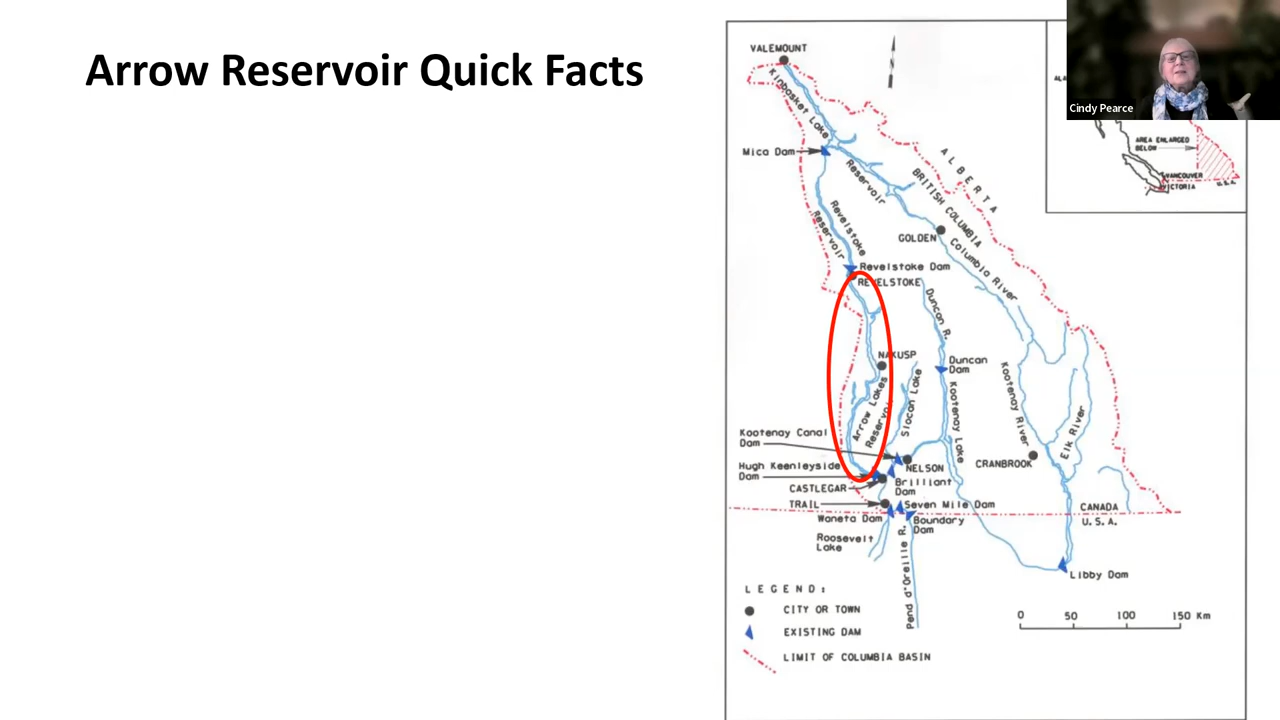 Arrow Reservoir Quick Facts
Cindy Pearce
AREA ENLARGED
BELOW
VANCOUVER
VICTORIA
U.S.A.
VALEMOUNT
Kinbasket Lake
Mica Dam
Reservoir
ALBERTA
BRITISH COLUMBIA
Revelstoke
Reservoir
GOLDEN
Columbia River
Revelstoke Dam
REVELSTOKE
Duncan R.
NAKUSP
Duncan
Dam
Arrow Lakes
Reservoir
Slocan Lake
Kootenay Lake
Kootenay River
Elk River
Kootenay Canal
Dam
Hugh Keenleyside
Dam
NELSON
CRANBROOK
Brilliant
Dam
CASTLEGAR
TRAIL
Seven Mile Dam
CANADA
U.S.A.
Waneta Dam
Boundary
Dam
Roosevelt
Lake
Pend d'Oreille R.
Libby Dam
LEGEND:
CITY OR TOWN
EXISTING DAM
LIMIT OF COLUMBIA BASIN
0 50 100 150 Km